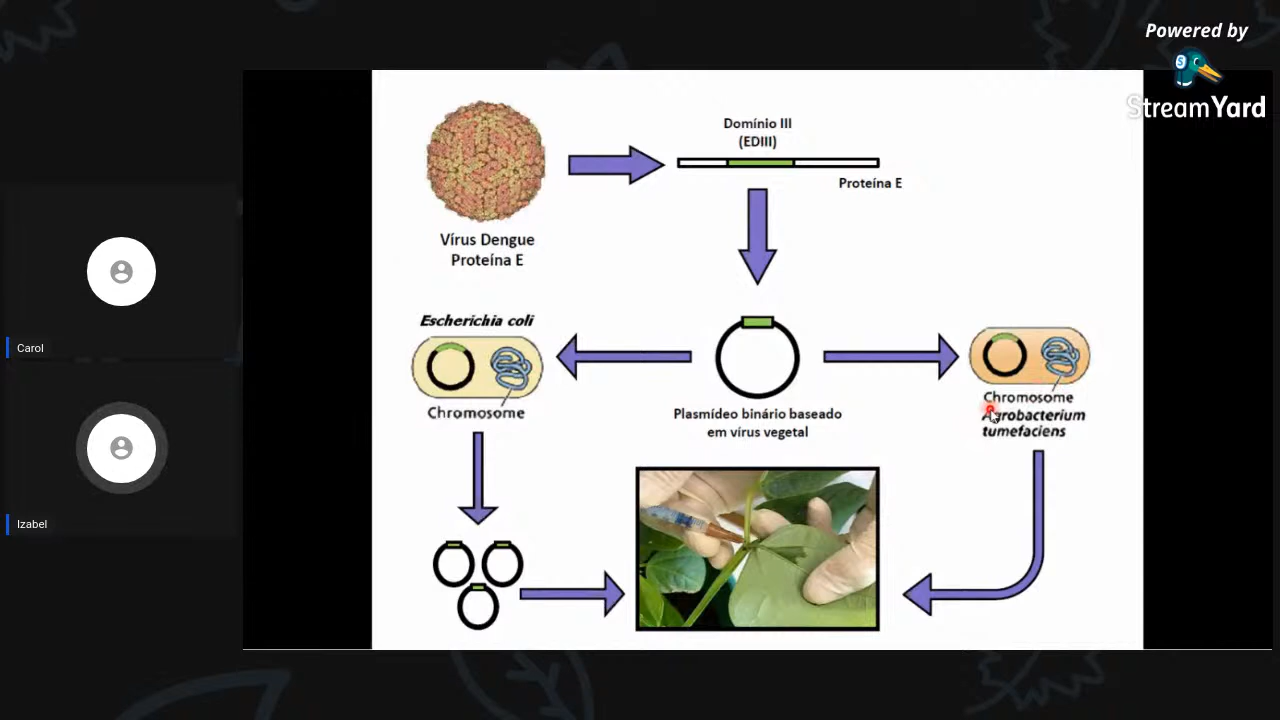 Powered by
StreamYard
Domínio III
(EDIII)
Proteína E
Vírus Dengue
Proteína E
Escherichia coli
Chromosome
Plasmídeo binário baseado
em vírus vegetal
Chromosome
Agrobacterium
tumefaciens
Carol
Izabel